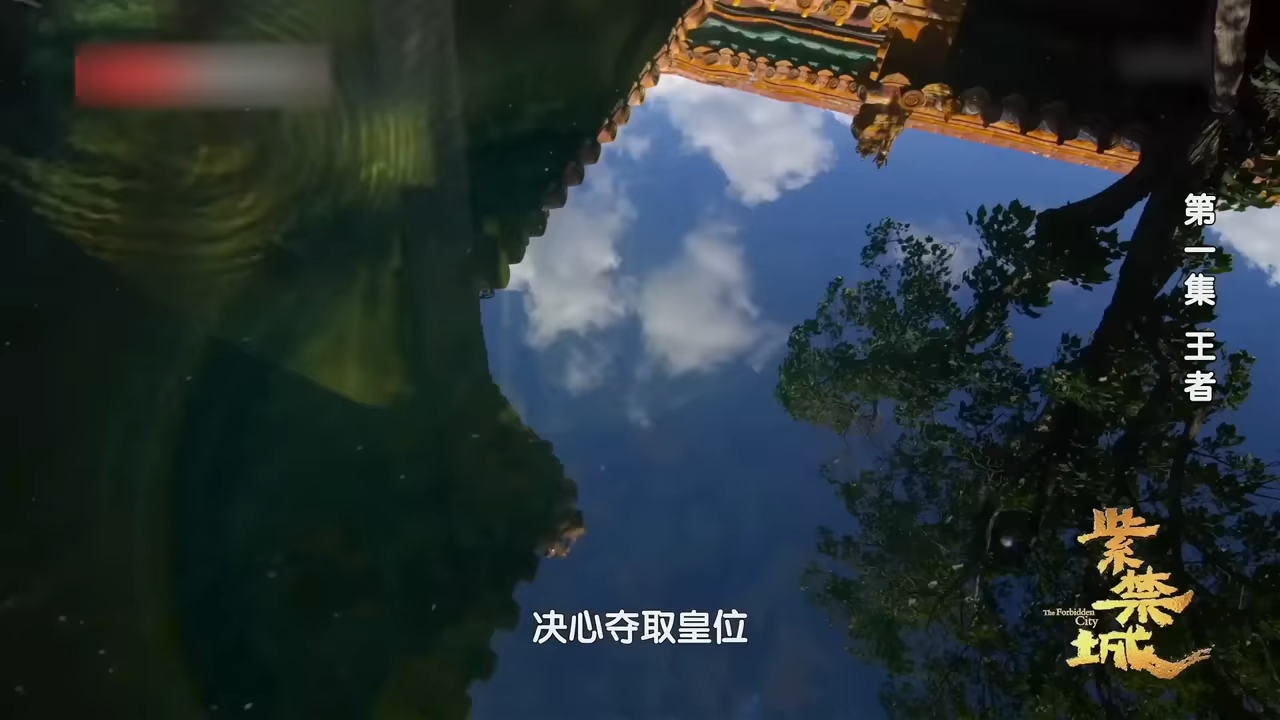 第一集 王者
紫禁城
The Forbidden
City
决心夺取皇位